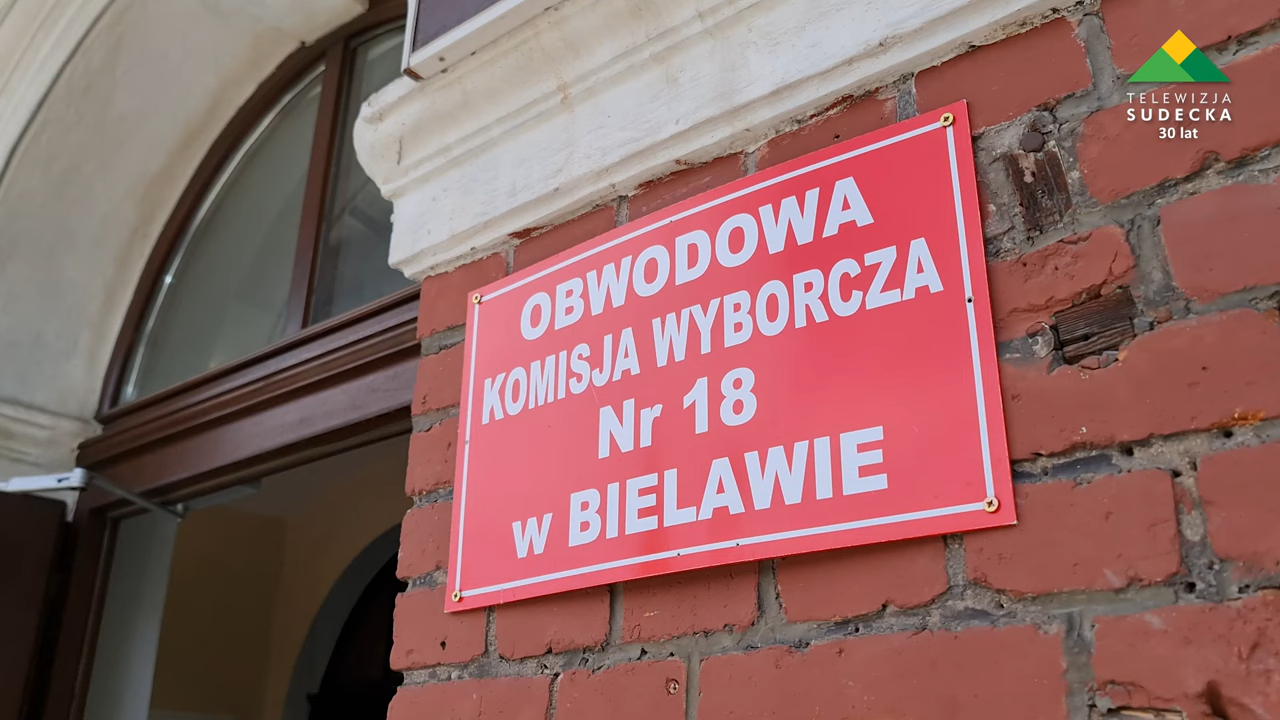 TELEWIZJA
SUDECKA
30 lat
OBWODOWA
KOMISJA WYBORCZA
Nr 18
w BIELAWIE